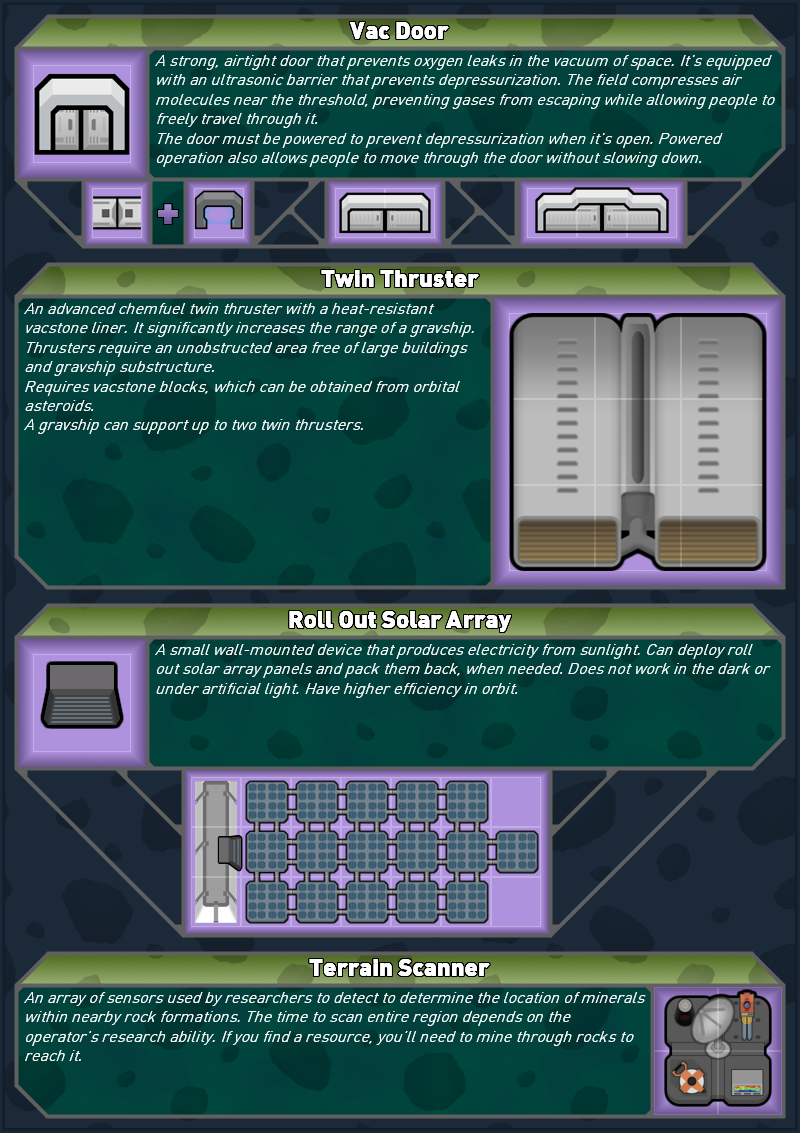 Vac Door
A strong, airtight door that prevents oxygen leaks in the vacuum of space. It's equipped
with an ultrasonic barrier that prevents depressurization. The field compresses air
molecules near the threshold, preventing gases from escaping while allowing people to
freely travel through it.
The door must be powered to prevent depressurization when it's open. Powered
operation also allows people to move through the door without slowing down.
Twin Thruster
An advanced chemfuel twin thruster with a heat-resistant
vacstone liner. It significantly increases the range of a gravship.
Thrusters require an unobstructed area free of large buildings
and gravship substructure.
Requires vacstone blocks, which can be obtained from orbital
asteroids.
A gravship can support up to two twin thrusters.
Roll Out Solar Array
A small wall-mounted device that produces electricity from sunlight. Can deploy roll
out solar array panels and pack them back, when needed. Does not work in the dark or
under artificial light. Have higher efficiency in orbit.
Terrain Scanner
An array of sensors used by researchers to detect to determine the location of minerals
within nearby rock formations. The time to scan entire region depends on the
operator's research ability. If you find a resource, you'll need to mine through rocks to
reach it.